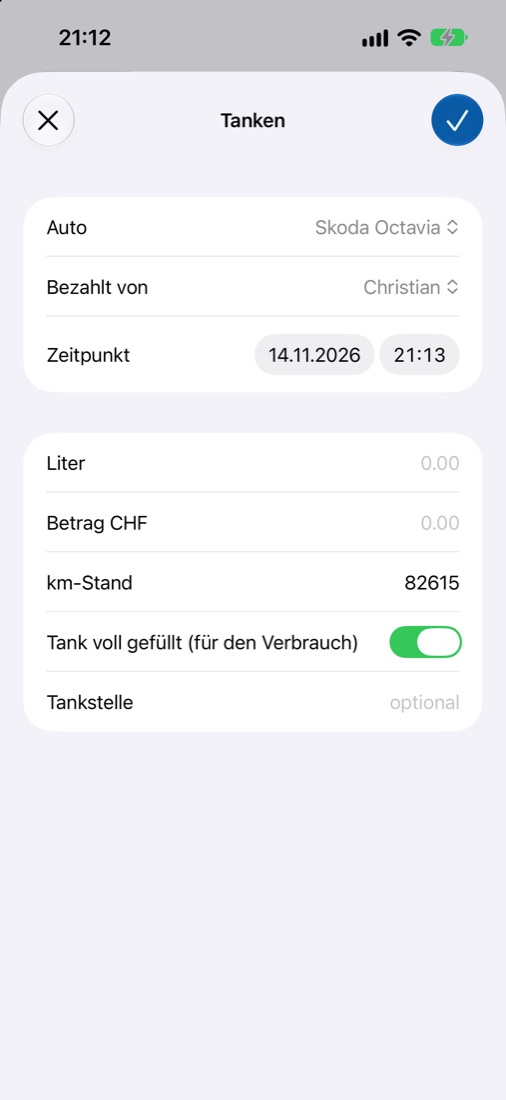 21:12
Tanken
Auto Skoda Octavia
Bezahlt von Christian
Zeitpunkt 14.11.2026 21:13
Liter 0.00
Betrag CHF 0.00
km-Stand 82615
Tank voll gefüllt (für den Verbrauch)
Tankstelle optional